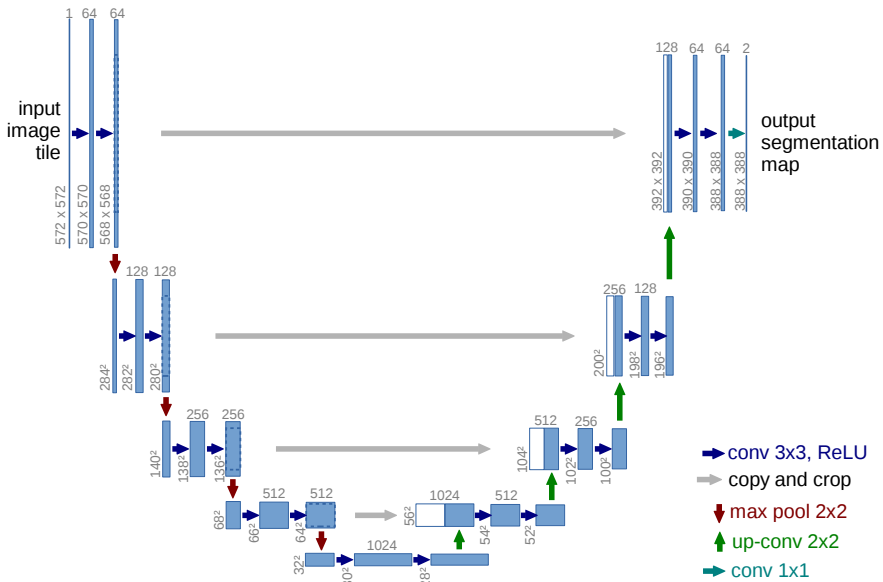 1 64 64
input
image
tile
572 x 572
570 x 570
568 x 568
128 64 64 2
output
segmentation
map
392 x 392
390 x 390
388 x 388
388 x 388
128 128
284²
282²
280²
256 128
200²
198²
196²
256 256
140²
138²
136²
512 256
104²
102²
100²
512 512
68²
66²
64²
1024 512
56²
54²
52²
1024
32²
conv 3x3, ReLU
copy and crop
max pool 2x2
up-conv 2x2
conv 1x1